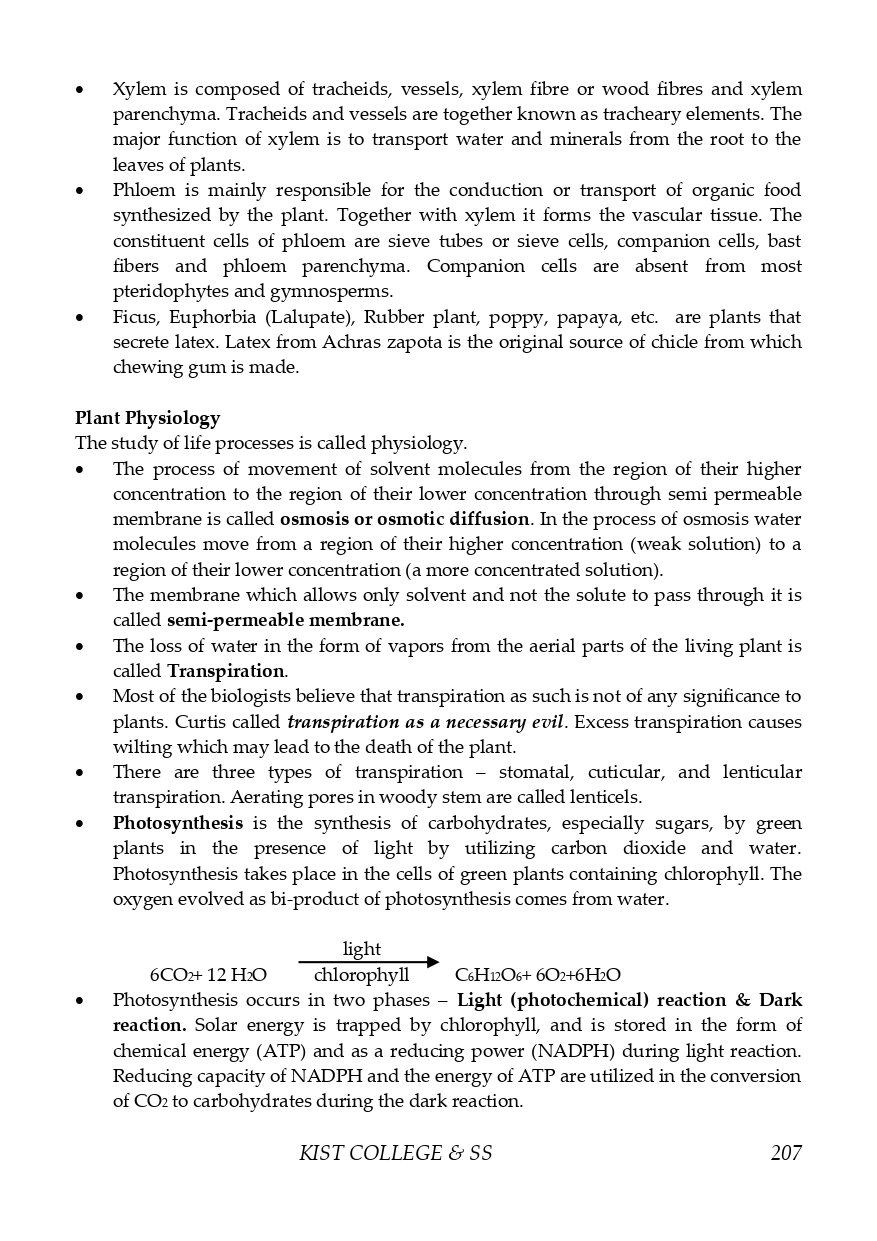 • Xylem is composed of tracheids, vessels, xylem fibre or wood fibres and xylem
parenchyma. Tracheids and vessels are together known as tracheary elements. The
major function of xylem is to transport water and minerals from the root to the
leaves of plants.
• Phloem is mainly responsible for the conduction or transport of organic food
synthesized by the plant. Together with xylem it forms the vascular tissue. The
constituent cells of phloem are sieve tubes or sieve cells, companion cells, bast
fibers and phloem parenchyma. Companion cells are absent from most
pteridophytes and gymnosperms.
• Ficus, Euphorbia (Lalupate), Rubber plant, poppy, papaya, etc. are plants that
secrete latex. Latex from Achras zapota is the original source of chicle from which
chewing gum is made.
Plant Physiology
The study of life processes is called physiology.
• The process of movement of solvent molecules from the region of their higher
concentration to the region of their lower concentration through semi permeable
membrane is called osmosis or osmotic diffusion. In the process of osmosis water
molecules move from a region of their higher concentration (weak solution) to a
region of their lower concentration (a more concentrated solution).
• The membrane which allows only solvent and not the solute to pass through it is
called semi-permeable membrane.
• The loss of water in the form of vapors from the aerial parts of the living plant is
called Transpiration.
• Most of the biologists believe that transpiration as such is not of any significance to
plants. Curtis called transpiration as a necessary evil. Excess transpiration causes
wilting which may lead to the death of the plant.
• There are three types of transpiration – stomatal, cuticular, and lenticular
transpiration. Aerating pores in woody stem are called lenticels.
• Photosynthesis is the synthesis of carbohydrates, especially sugars, by green
plants in the presence of light by utilizing carbon dioxide and water.
Photosynthesis takes place in the cells of green plants containing chlorophyll. The
oxygen evolved as bi-product of photosynthesis comes from water.
light
6CO2+ 12 H2O chlorophyll C6H12O6+ 6O2+6H2O
• Photosynthesis occurs in two phases – Light (photochemical) reaction & Dark
reaction. Solar energy is trapped by chlorophyll, and is stored in the form of
chemical energy (ATP) and as a reducing power (NADPH) during light reaction.
Reducing capacity of NADPH and the energy of ATP are utilized in the conversion
of CO2 to carbohydrates during the dark reaction.
KIST COLLEGE & SS 207